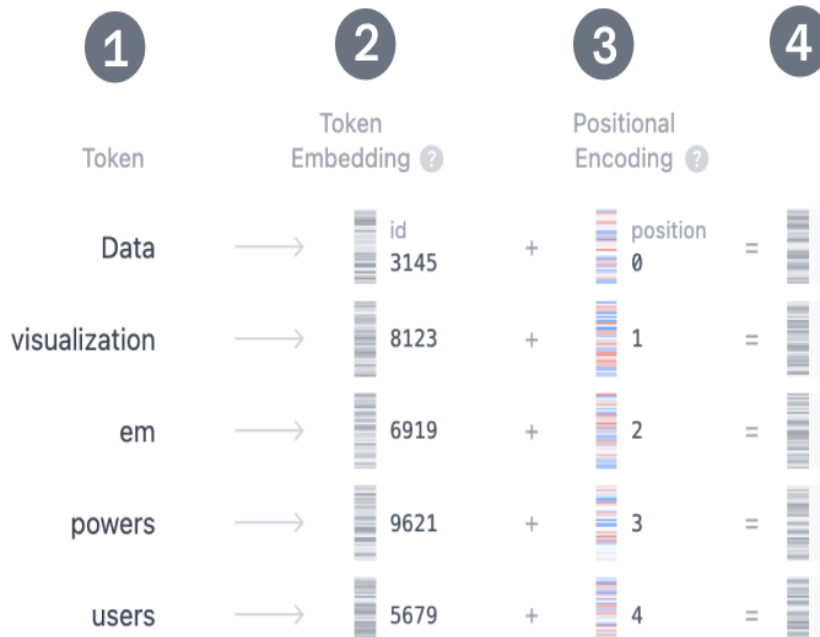 1 2 3 4
Token
Token Embedding ?
Positional Encoding ?
id position
Data 3145 + 0 =
visualization 8123 + 1 =
em 6919 + 2 =
powers 9621 + 3 =
users 5679 + 4 =